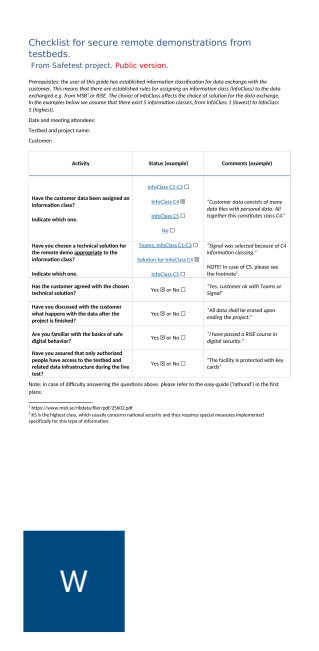 Checklist for secure remote demonstrations from
testbeds.
From Safetest project. Public version.
Prerequisites: the user of this guide has established information classification for data exchange with the
customer. This means that there are established rules for assigning an information class (InfoClass) to the data
exchanged e.g. from MSB¹ or RISE. The choice of InfoClass affects the choice of solution for the data exchange.
In the examples below we assume that there exist 5 information classes, from InfoClass 1 (lowest) to InfoClass
5 (highest).
Date and meeting attendees:
Testbed and project name:
Customer:
Activity
Status (example)
Comments (example)
Have the customer data been assigned an
information class?
Indicate which one.
InfoClass C1-C3 ☐
InfoClass C4 ☒
InfoClass C5 ☐
No ☐
"Customer data consists of many
data files with personal data. All
together this constitutes class C4."
Have you chosen a technical solution for
the remote demo appropriate to the
information class?
Indicate which one.
Teams, InfoClass C1-C3 ☐
Solution for InfoClass C4 ☒
InfoClass C5 ☐
"Signal was selected because of C4
information classing."
NOTE! In case of C5, please see
the footnote².
Has the customer agreed with the chosen
technical solution?
Yes ☒ or No ☐
"Yes, customer ok with Teams or
Signal"
Have you discussed with the customer
what happens with the data after the
project is finished?
Yes ☒ or No ☐
"All data shall be erased upon
ending the project."
Are you familiar with the basics of safe
digital behavior?
Yes ☒ or No ☐
"I have passed a RISE course in
digital security."
Have you assured that only authorized
people have access to the testbed and
related data infrastructure during the live
test?
Yes ☒ or No ☐
"The facility is protected with key
cards"
Note: In case of difficulty answering the questions above, please refer to the easy-guide ('lathund') in the first
place.
¹ https://www.msb.se/ribdata/filer/pdf/25602.pdf
² K5 is the highest class, which usually concerns national security and thus requires special measures implemented
specifically for this type of information.
W